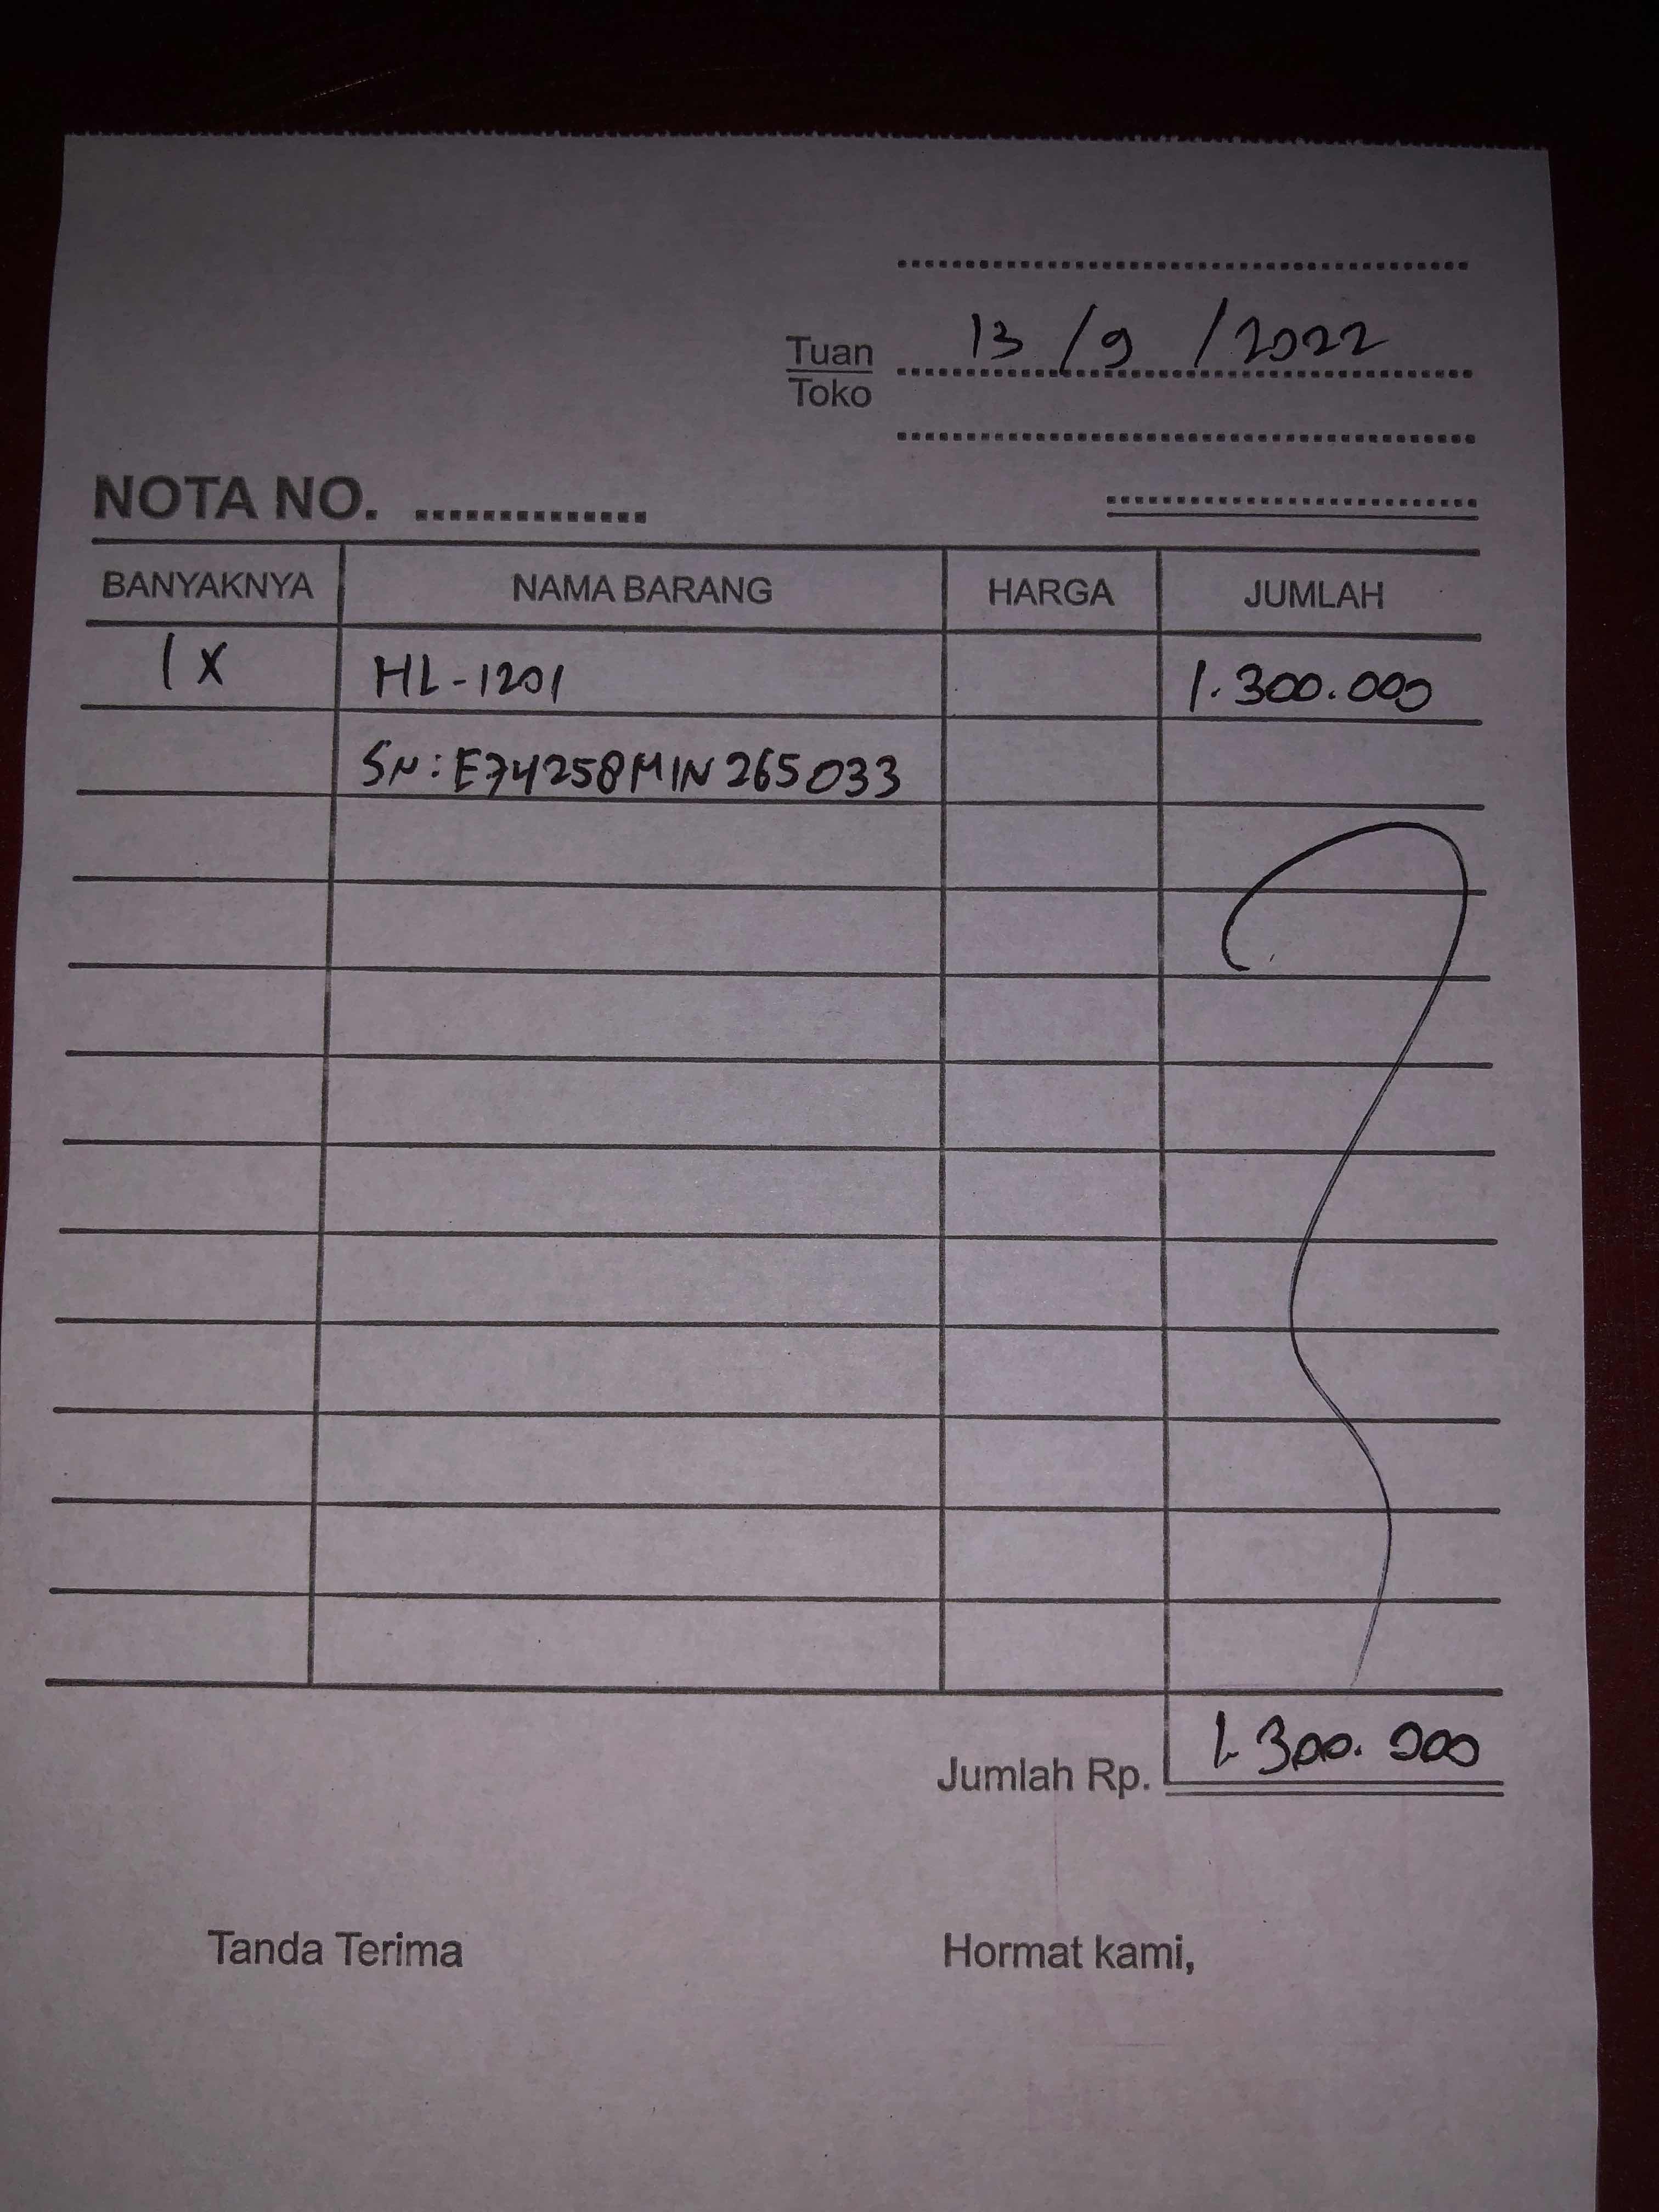 13/9/2022
Tuan
Toko
NOTA NO. ..............
BANYAKNYA NAMA BARANG HARGA JUMLAH
1 X HL-1201 1.300.000
SN: E74258M1N265033
Jumlah Rp. 1.300.000
Tanda Terima Hormat kami,